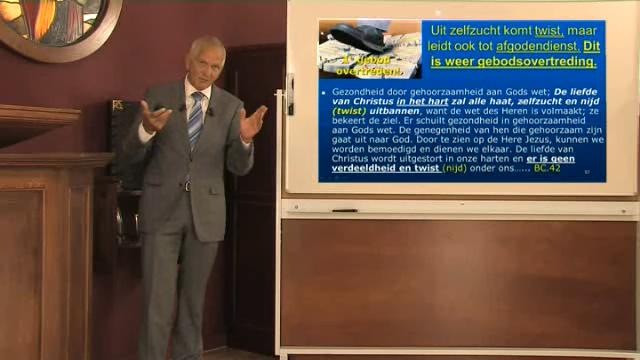 Uit zelfzucht komt twist, maar
leidt ook tot afgodendienst. Dit
is weer gebodsovertreding.
1e gebod
overtreden!
Gezondheid door gehoorzaamheid aan Gods wet; De liefde
van Christus in het hart zal alle haat, zelfzucht en nijd
(twist) uitbannen, want de wet des Heren is volmaakt; ze
bekeert de ziel. Er schuilt gezondheid in gehoorzaamheid
aan Gods wet. De genegenheid van hen die gehoorzaam zijn
gaat uit naar God. Door te zien op de Here Jezus, kunnen we
worden bemoedigd en dienen we elkaar. De liefde van
Christus wordt uitgestort in onze harten en er is geen
verdeeldheid en twist (nijd) onder ons...... BC.42